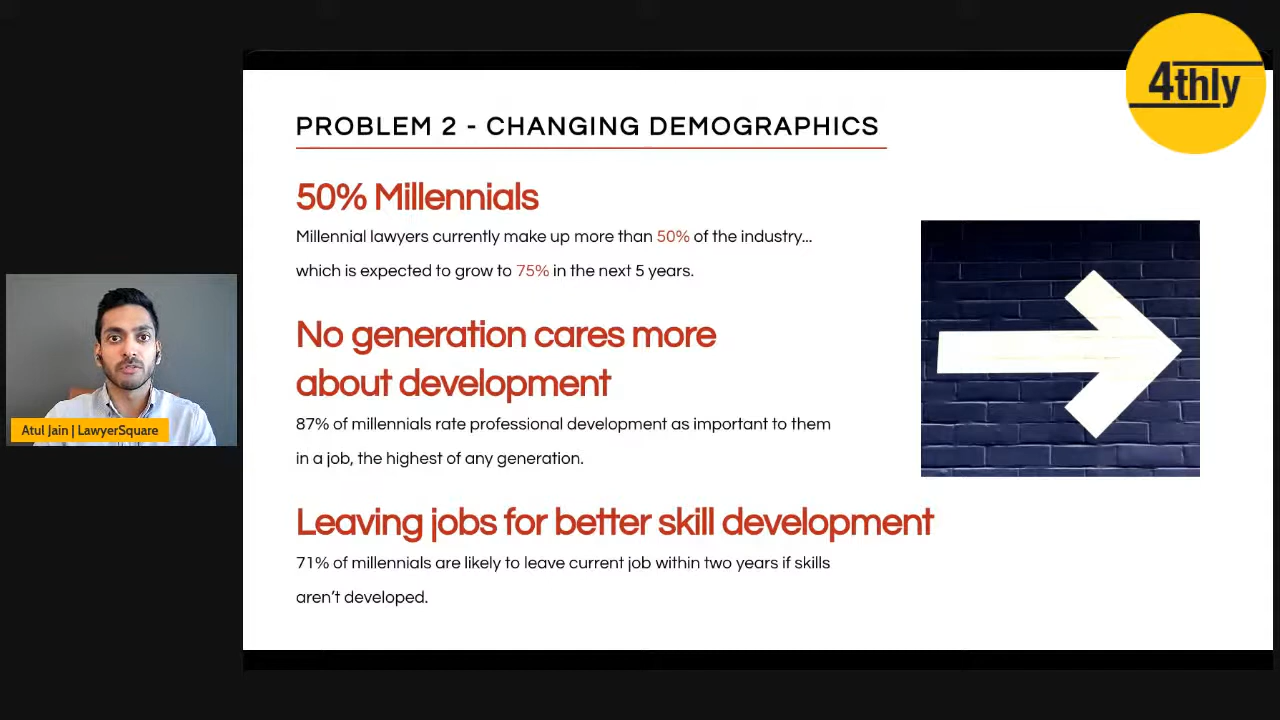 4thly
PROBLEM 2 - CHANGING DEMOGRAPHICS
50% Millennials
Millennial lawyers currently make up more than 50% of the industry...
which is expected to grow to 75% in the next 5 years.
No generation cares more
about development
87% of millennials rate professional development as important to them
in a job, the highest of any generation.
Leaving jobs for better skill development
71% of millennials are likely to leave current job within two years if skills
aren't developed.
Atul Jain | LawyerSquare